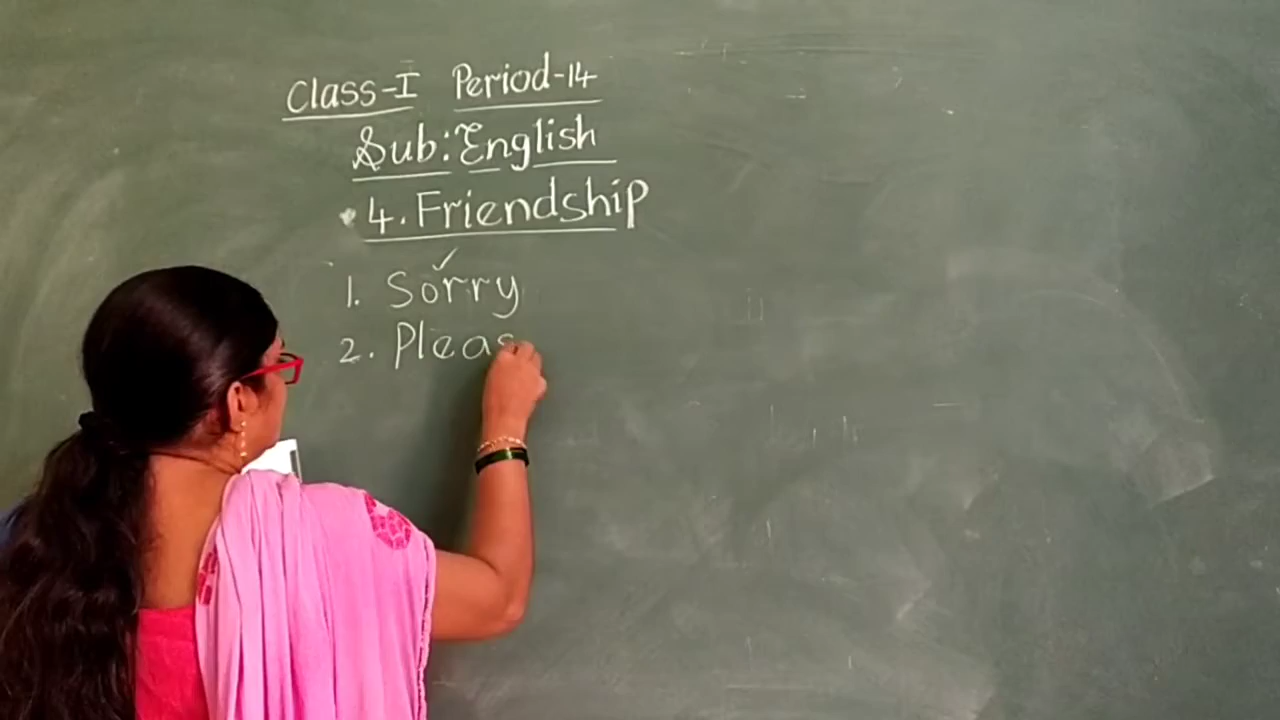 Class-I Period-14
Sub: English
4. Friendship
1. Sorry
2. Pleas